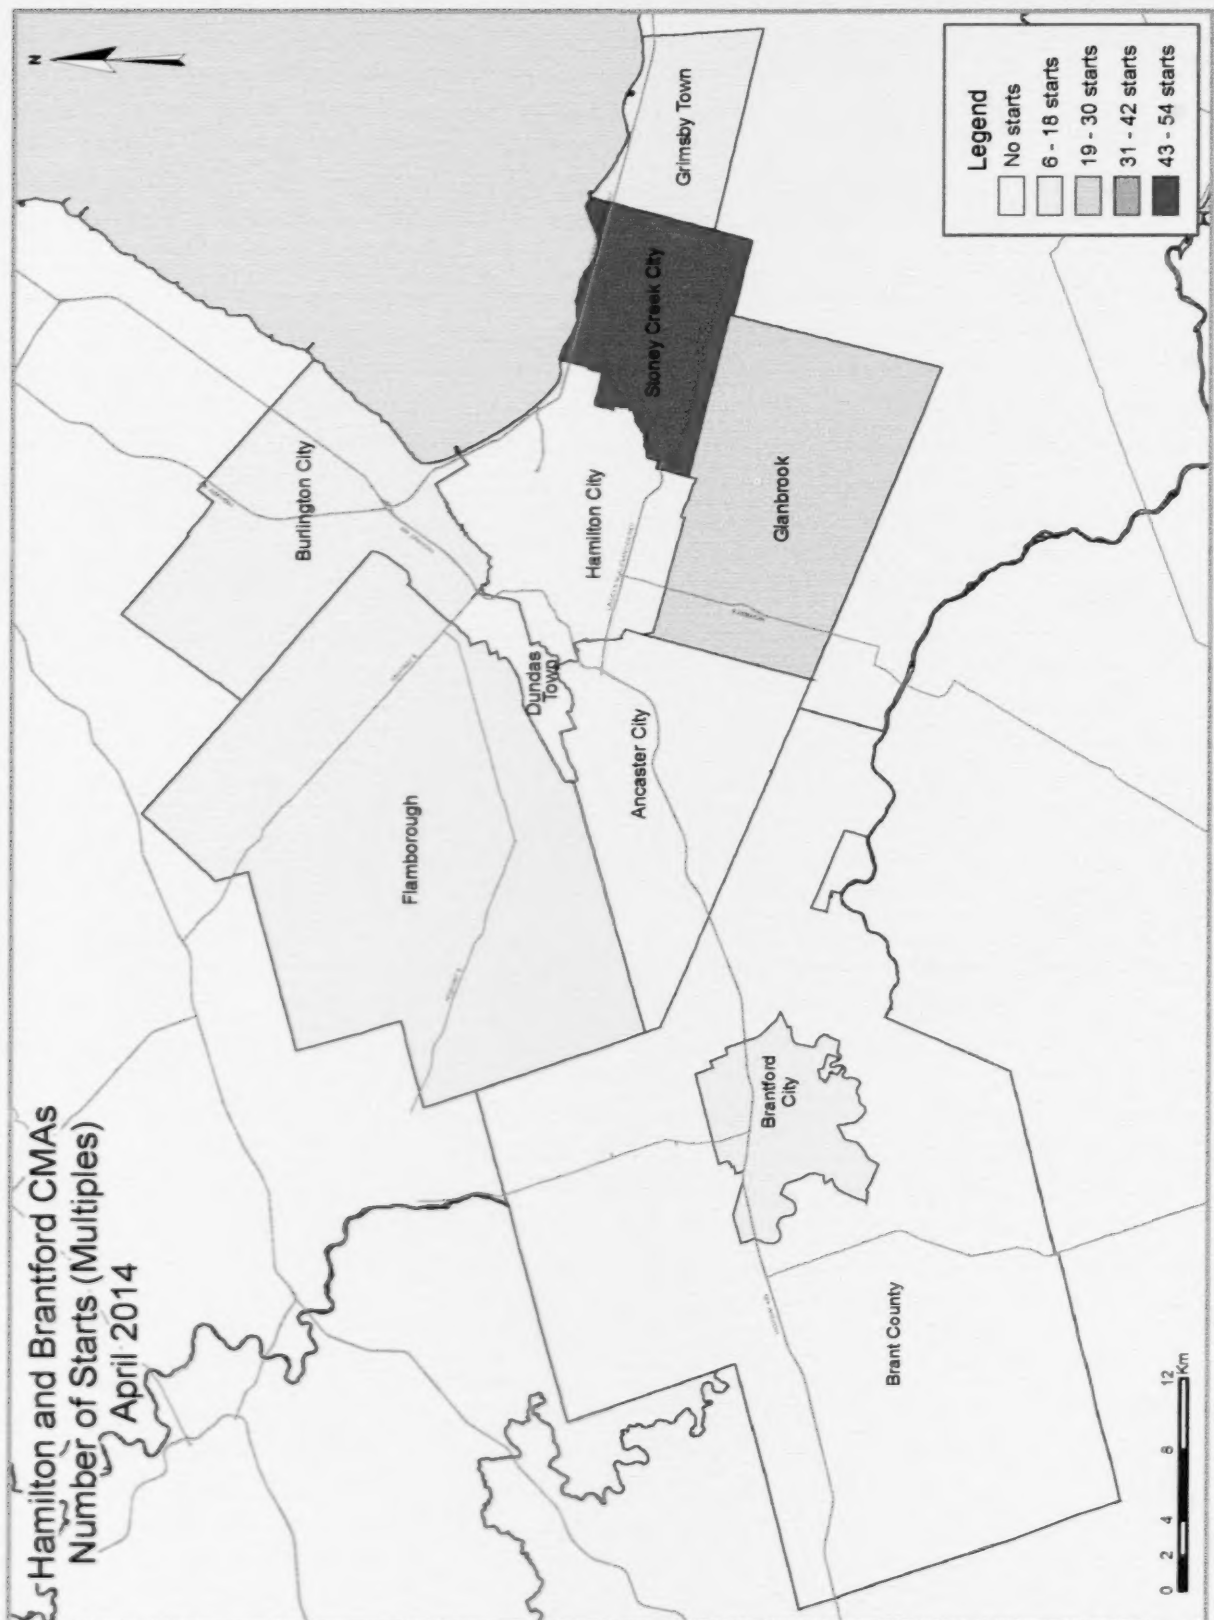 Hamilton and Brantford CMAs
Number of Starts (Multiples)
April 2014
N
Burlington City
Flamborough
Dundas
Town
Hamilton City
Stoney Creek City
Grimsby Town
Ancaster City
Glanbrook
Brantford
City
Brant County
0 2 4 8 12
Km
Legend
No starts
6 - 18 starts
19 - 30 starts
31 - 42 starts
43 - 54 starts